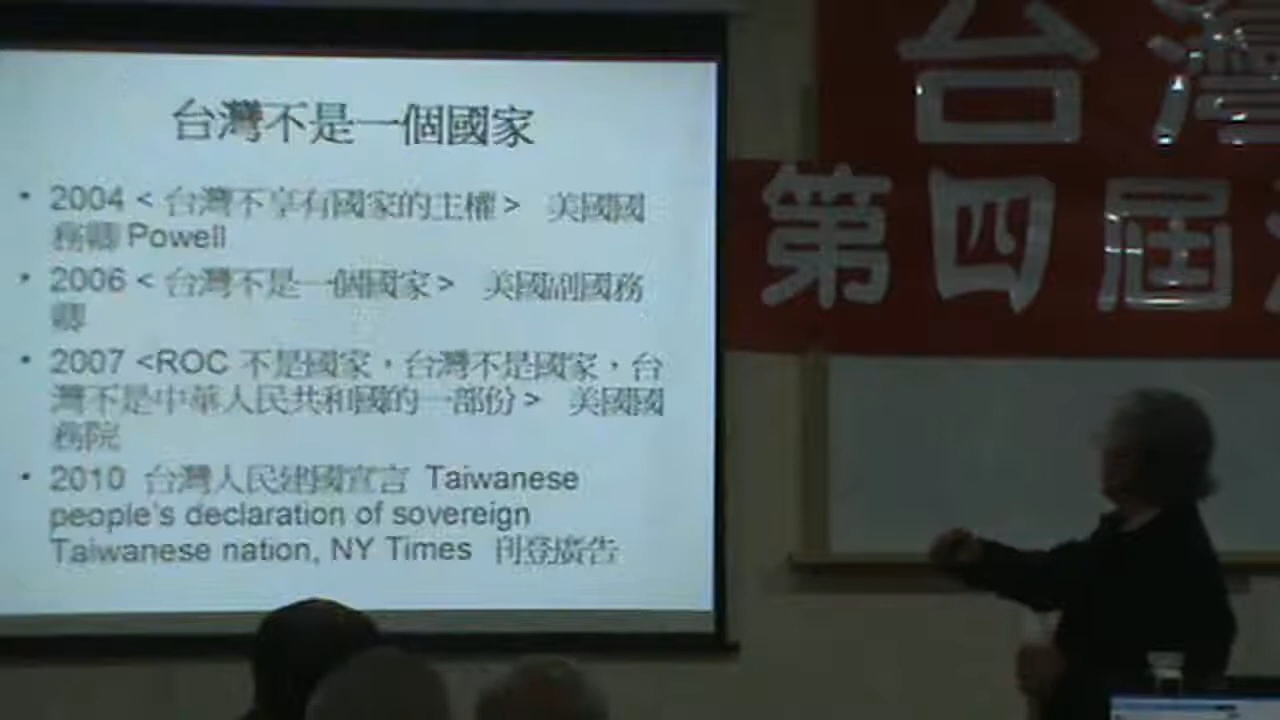 台灣不是一個國家
• 2004 < 台灣不享有國家的主權 > 美國國
務卿 Powell
• 2006 < 台灣不是一個國家 > 美國副國務
卿
• 2007 <ROC 不是國家，台灣不是國家，台
灣不是中華人民共和國的一部份 > 美國國
務院
• 2010 台灣人民建國宣言 Taiwanese
people's declaration of sovereign
Taiwanese nation, NY Times 刊登廣告
台灣
第四屆